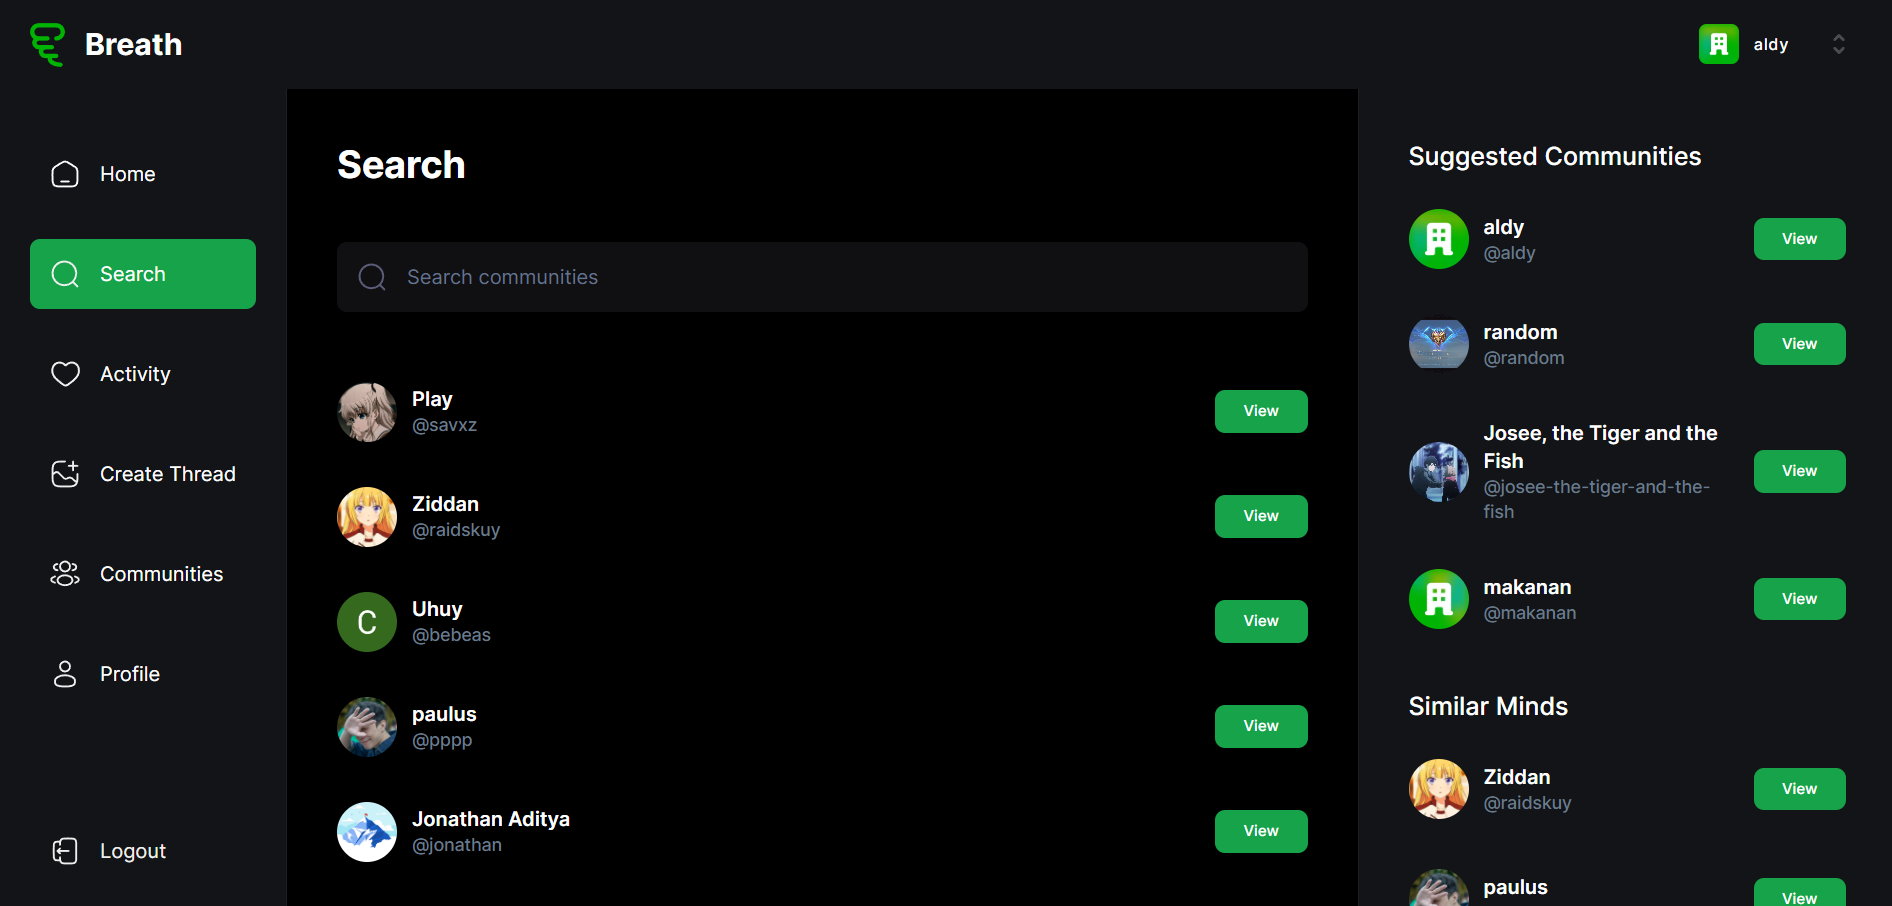 Breath
aldy
Home
Search
Activity
Create Thread
Communities
Profile
Logout
Search
Search communities
Play
@savxz
View
Ziddan
@raidskuy
View
C
Uhuy
@bebeas
View
paulus
@pppp
View
Jonathan Aditya
@jonathan
View
Suggested Communities
aldy
@aldy
View
random
@random
View
Josee, the Tiger and the
Fish
@josee-the-tiger-and-the-
fish
View
makanan
@makanan
View
Similar Minds
Ziddan
@raidskuy
View
paulus
View